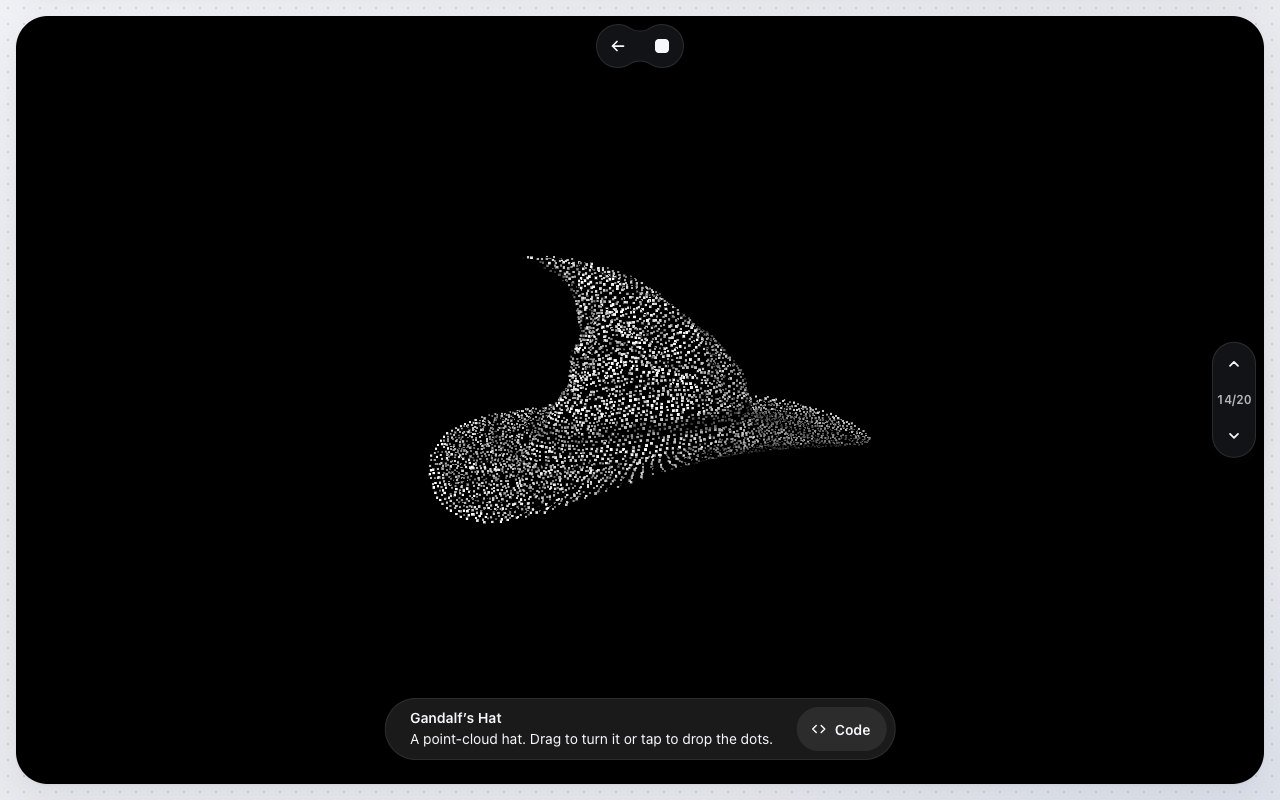 14/20
Gandalf’s Hat
A point-cloud hat. Drag to turn it or tap to drop the dots.
Code